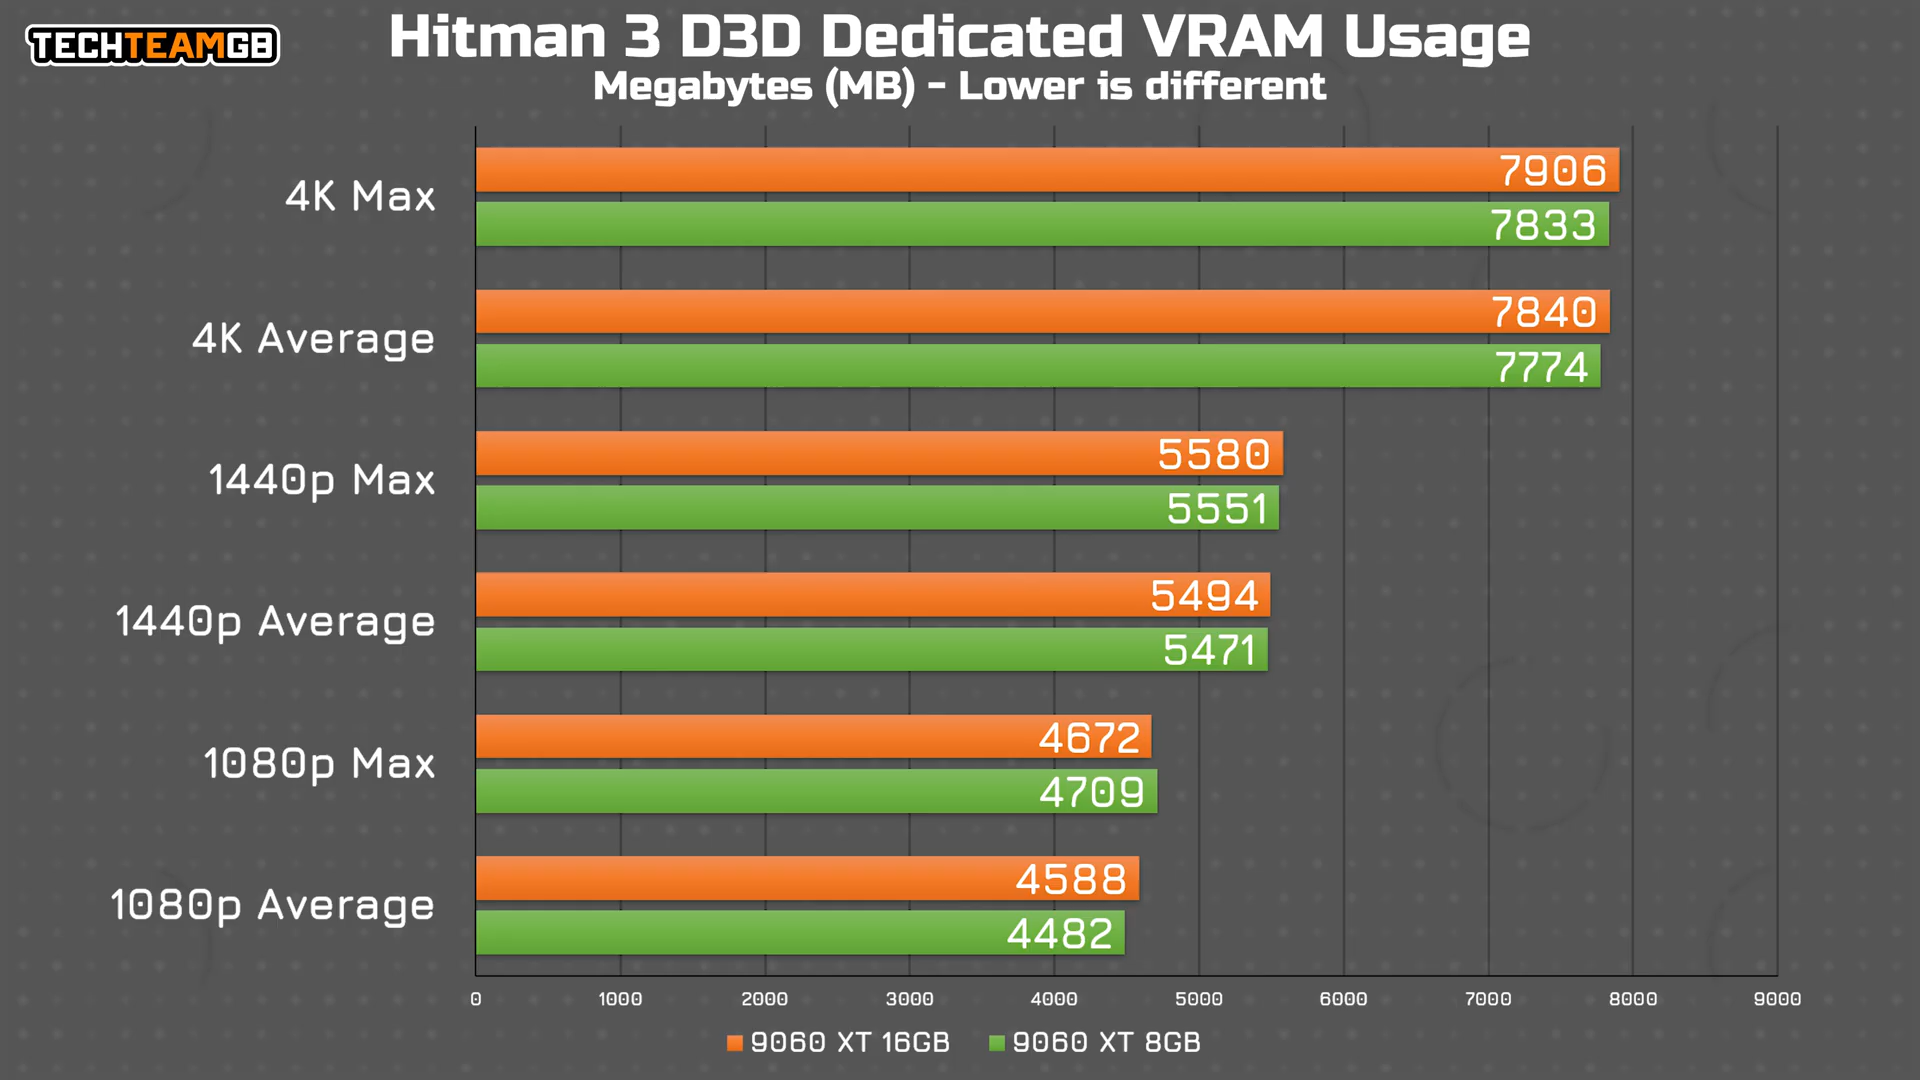 TECHTEAMGB
Hitman 3 D3D Dedicated VRAM Usage
Megabytes (MB) - Lower is different
4K Max
7906
7833
4K Average
7840
7774
1440p Max
5580
5551
1440p Average
5494
5471
1080p Max
4672
4709
1080p Average
4588
4482
0 1000 2000 3000 4000 5000 6000 7000 8000 9000
9060 XT 16GB 9060 XT 8GB